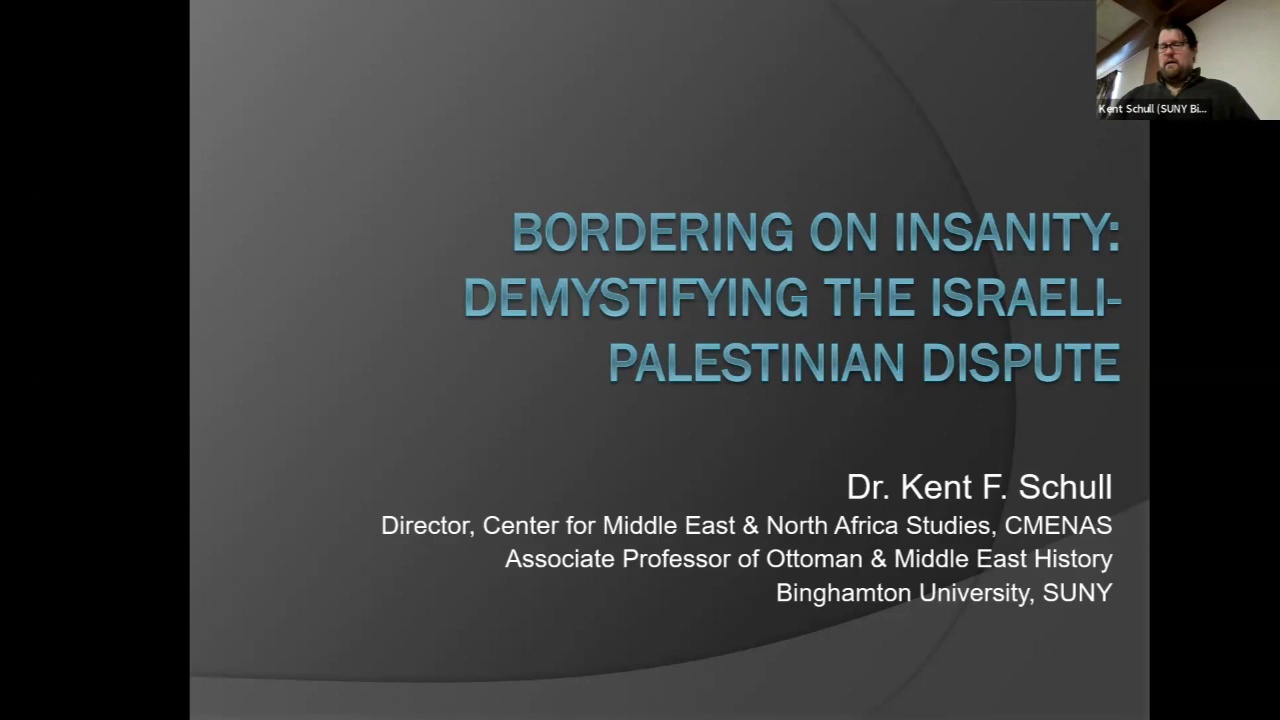 Kent Schull (SUNY Bi...
BORDERING ON INSANITY:
DEMYSTIFYING THE ISRAELI-
PALESTINIAN DISPUTE
Dr. Kent F. Schull
Director, Center for Middle East & North Africa Studies, CMENAS
Associate Professor of Ottoman & Middle East History
Binghamton University, SUNY